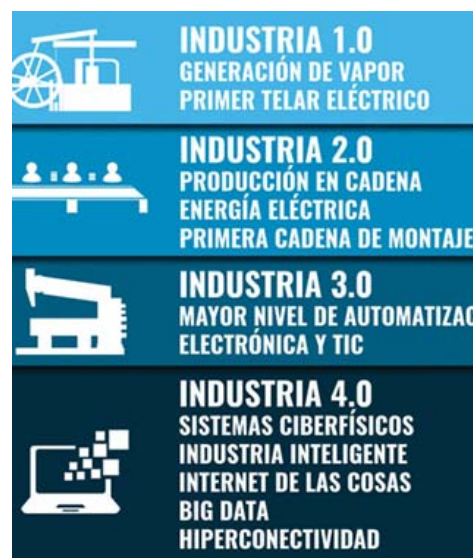 INDUSTRIA 1.0
GENERACIÓN DE VAPOR
PRIMER TELAR ELÉCTRICO
INDUSTRIA 2.0
PRODUCCIÓN EN CADENA
ENERGÍA ELÉCTRICA
PRIMERA CADENA DE MONTAJE
INDUSTRIA 3.0
MAYOR NIVEL DE AUTOMATIZAC
ELECTRÓNICA Y TIC
INDUSTRIA 4.0
SISTEMAS CIBERFÍSICOS
INDUSTRIA INTELIGENTE
INTERNET DE LAS COSAS
BIG DATA
HIPERCONECTIVIDAD